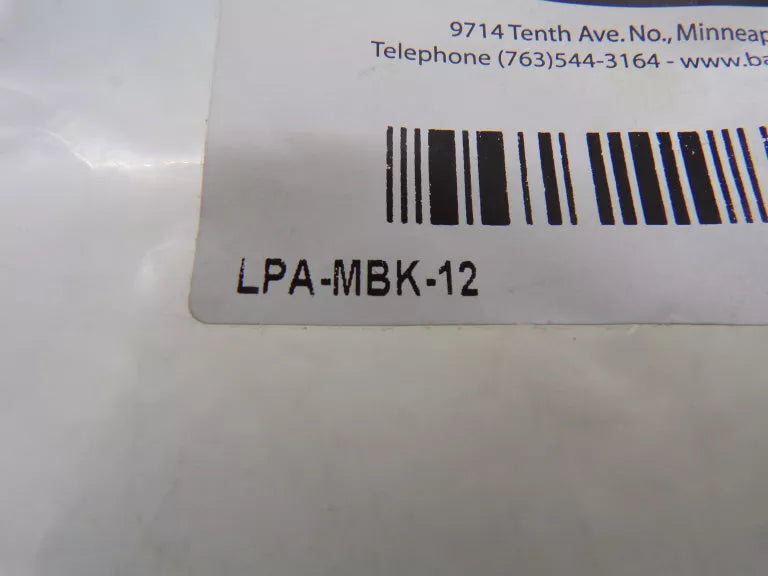 9714 Tenth Ave. No., Minneap
Telephone (763)544-3164 - www.ba
LPA-MBK-12